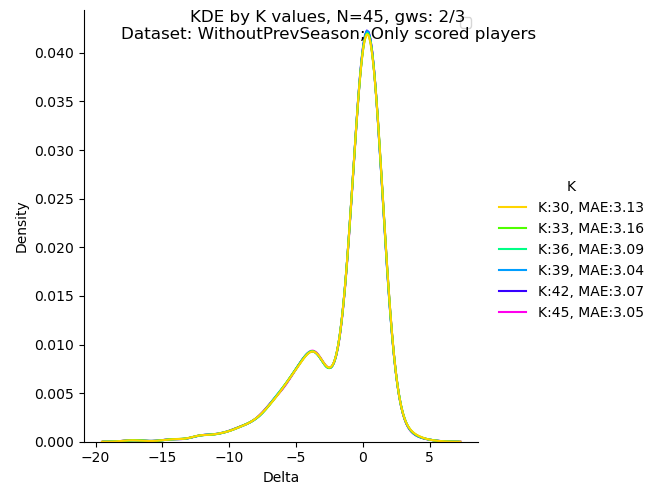 KDE by K values, N=45, gws: 2/3
Dataset: WithoutPrevSeason; Only scored players
0.040
0.035
0.030
0.025
0.020
0.015
0.010
0.005
0.000
Density
−20
−15
−10
−5
0
5
Delta
K
K:30, MAE:3.13
K:33, MAE:3.16
K:36, MAE:3.09
K:39, MAE:3.04
K:42, MAE:3.07
K:45, MAE:3.05